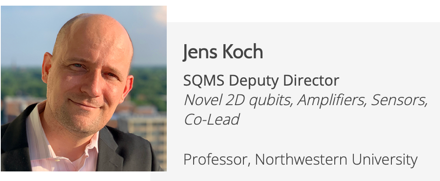 Jens Koch
SQMS Deputy Director
Novel 2D qubits, Amplifiers, Sensors,
Co-Lead
Professor, Northwestern University